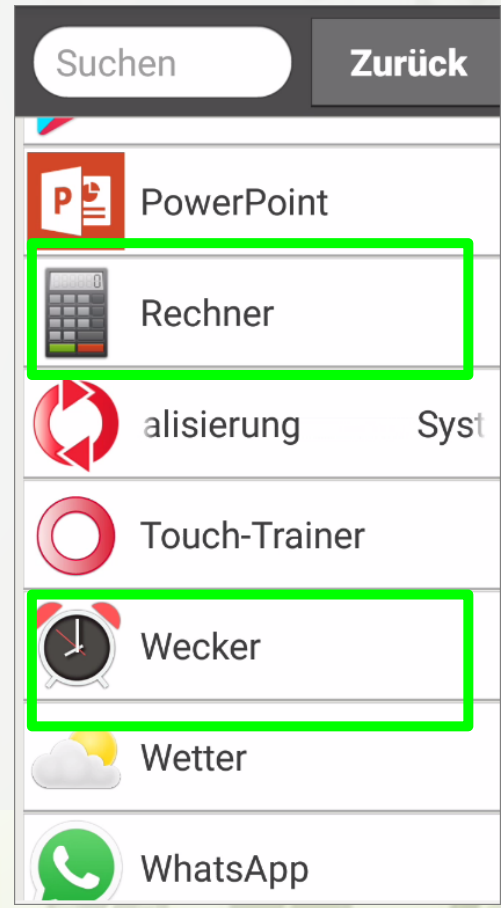 Suchen
Zurück
PowerPoint
Rechner
alisierung Syst
Touch-Trainer
Wecker
Wetter
WhatsApp